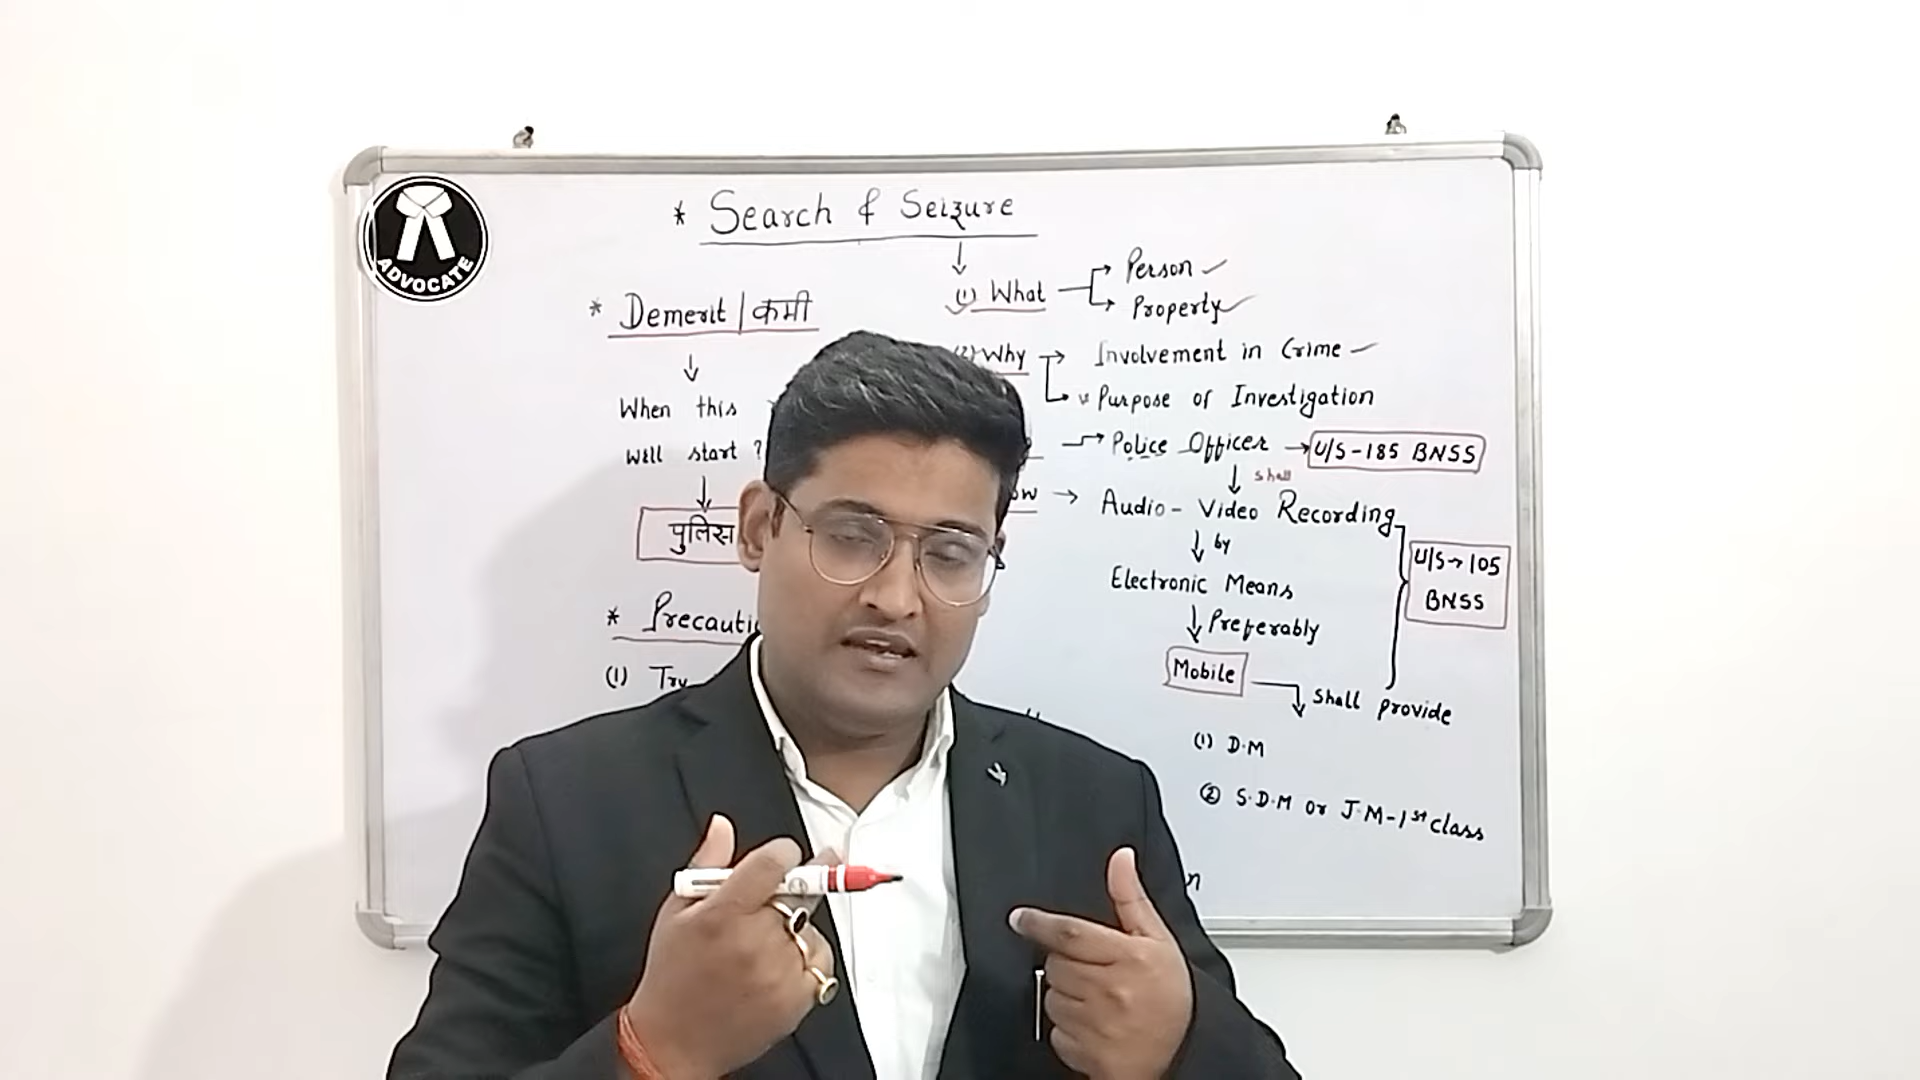 ADVOCATE
* Search & Seizure
(1) What
Person
Property
* Demerit | कमी
When this
Will start ?
पुलिस
* Precauti
(1) Try
(2) Why
Involvement in Crime
Purpose of Investigation
Police Officer → U/S-185 BNSS
shall
Audio - Video Recording
by
Electronic Means
U/S→105
BNSS
Preferably
Mobile
Shall provide
(1) D.M
② S.D.M or J.M-1st class